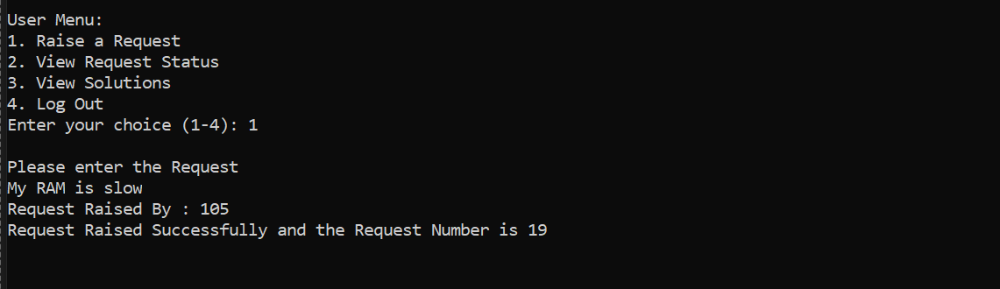 User Menu:
1. Raise a Request
2. View Request Status
3. View Solutions
4. Log Out
Enter your choice (1-4): 1
Please enter the Request
My RAM is slow
Request Raised By : 105
Request Raised Successfully and the Request Number is 19